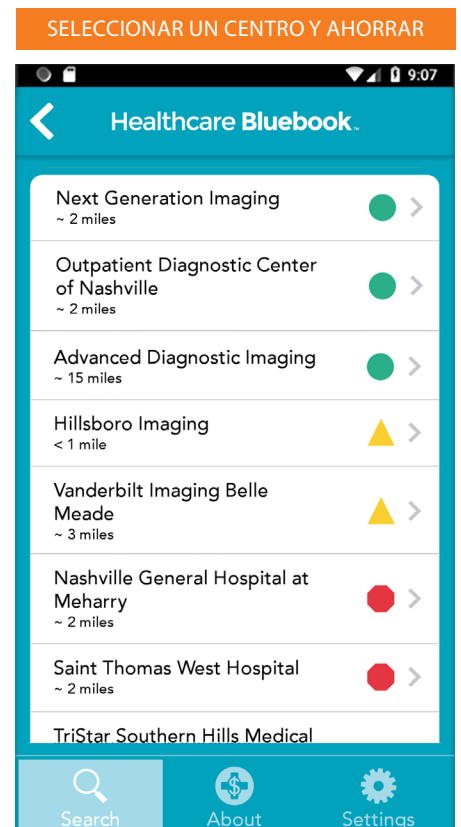 SELECCIONAR UN CENTRO Y AHORRAR
9:07
Healthcare Bluebook™
Next Generation Imaging
~ 2 miles
Outpatient Diagnostic Center
of Nashville
~ 2 miles
Advanced Diagnostic Imaging
~ 15 miles
Hillsboro Imaging
< 1 mile
Vanderbilt Imaging Belle
Meade
~ 3 miles
Nashville General Hospital at
Meharry
~ 2 miles
Saint Thomas West Hospital
~ 2 miles
TriStar Southern Hills Medical
Search
About
Settings